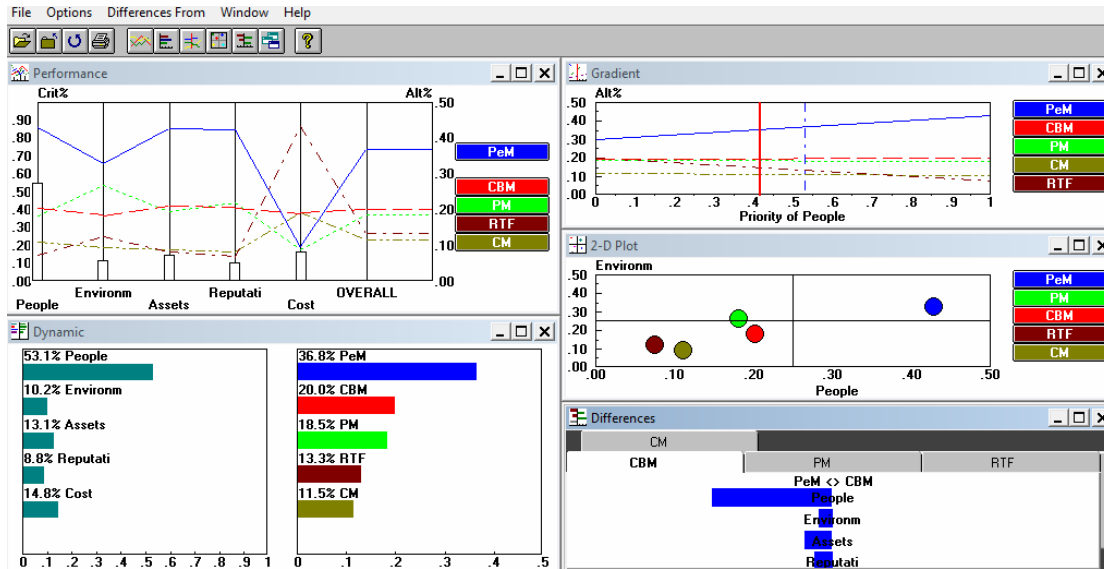 File Options Differences From Window Help
Performance
Crit% Alt%
.90
.80
.70
.60
.50
.40
.30
.20
.10
.00
.50
.40
.30
.20
.10
.00
PeM
CBM
PM
RTF
CM
Environm Reputati OVERALL
People Assets Cost
Gradient
Alt%
.50
.40
.30
.20
.10
.00
0 .1 .2 .3 .4 .5 .6 .7 .8 .9 1
Priority of People
PeM
CBM
PM
CM
RTF
2-D Plot
Environm
.50
.40
.30
.20
.10
.00
.00 .10 .20 .30 .40 .50
People
PeM
PM
CBM
RTF
CM
Dynamic
53.1% People
10.2% Environm
13.1% Assets
8.8% Reputati
14.8% Cost
0 .1 .2 .3 .4 .5 .6 .7 .8 .9 1
36.8% PeM
20.0% CBM
18.5% PM
13.3% RTF
11.5% CM
0 .1 .2 .3 .4 .5
Differences
CM
CBM PM RTF
PeM <> CBM
People
Environm
Assets
Reputati